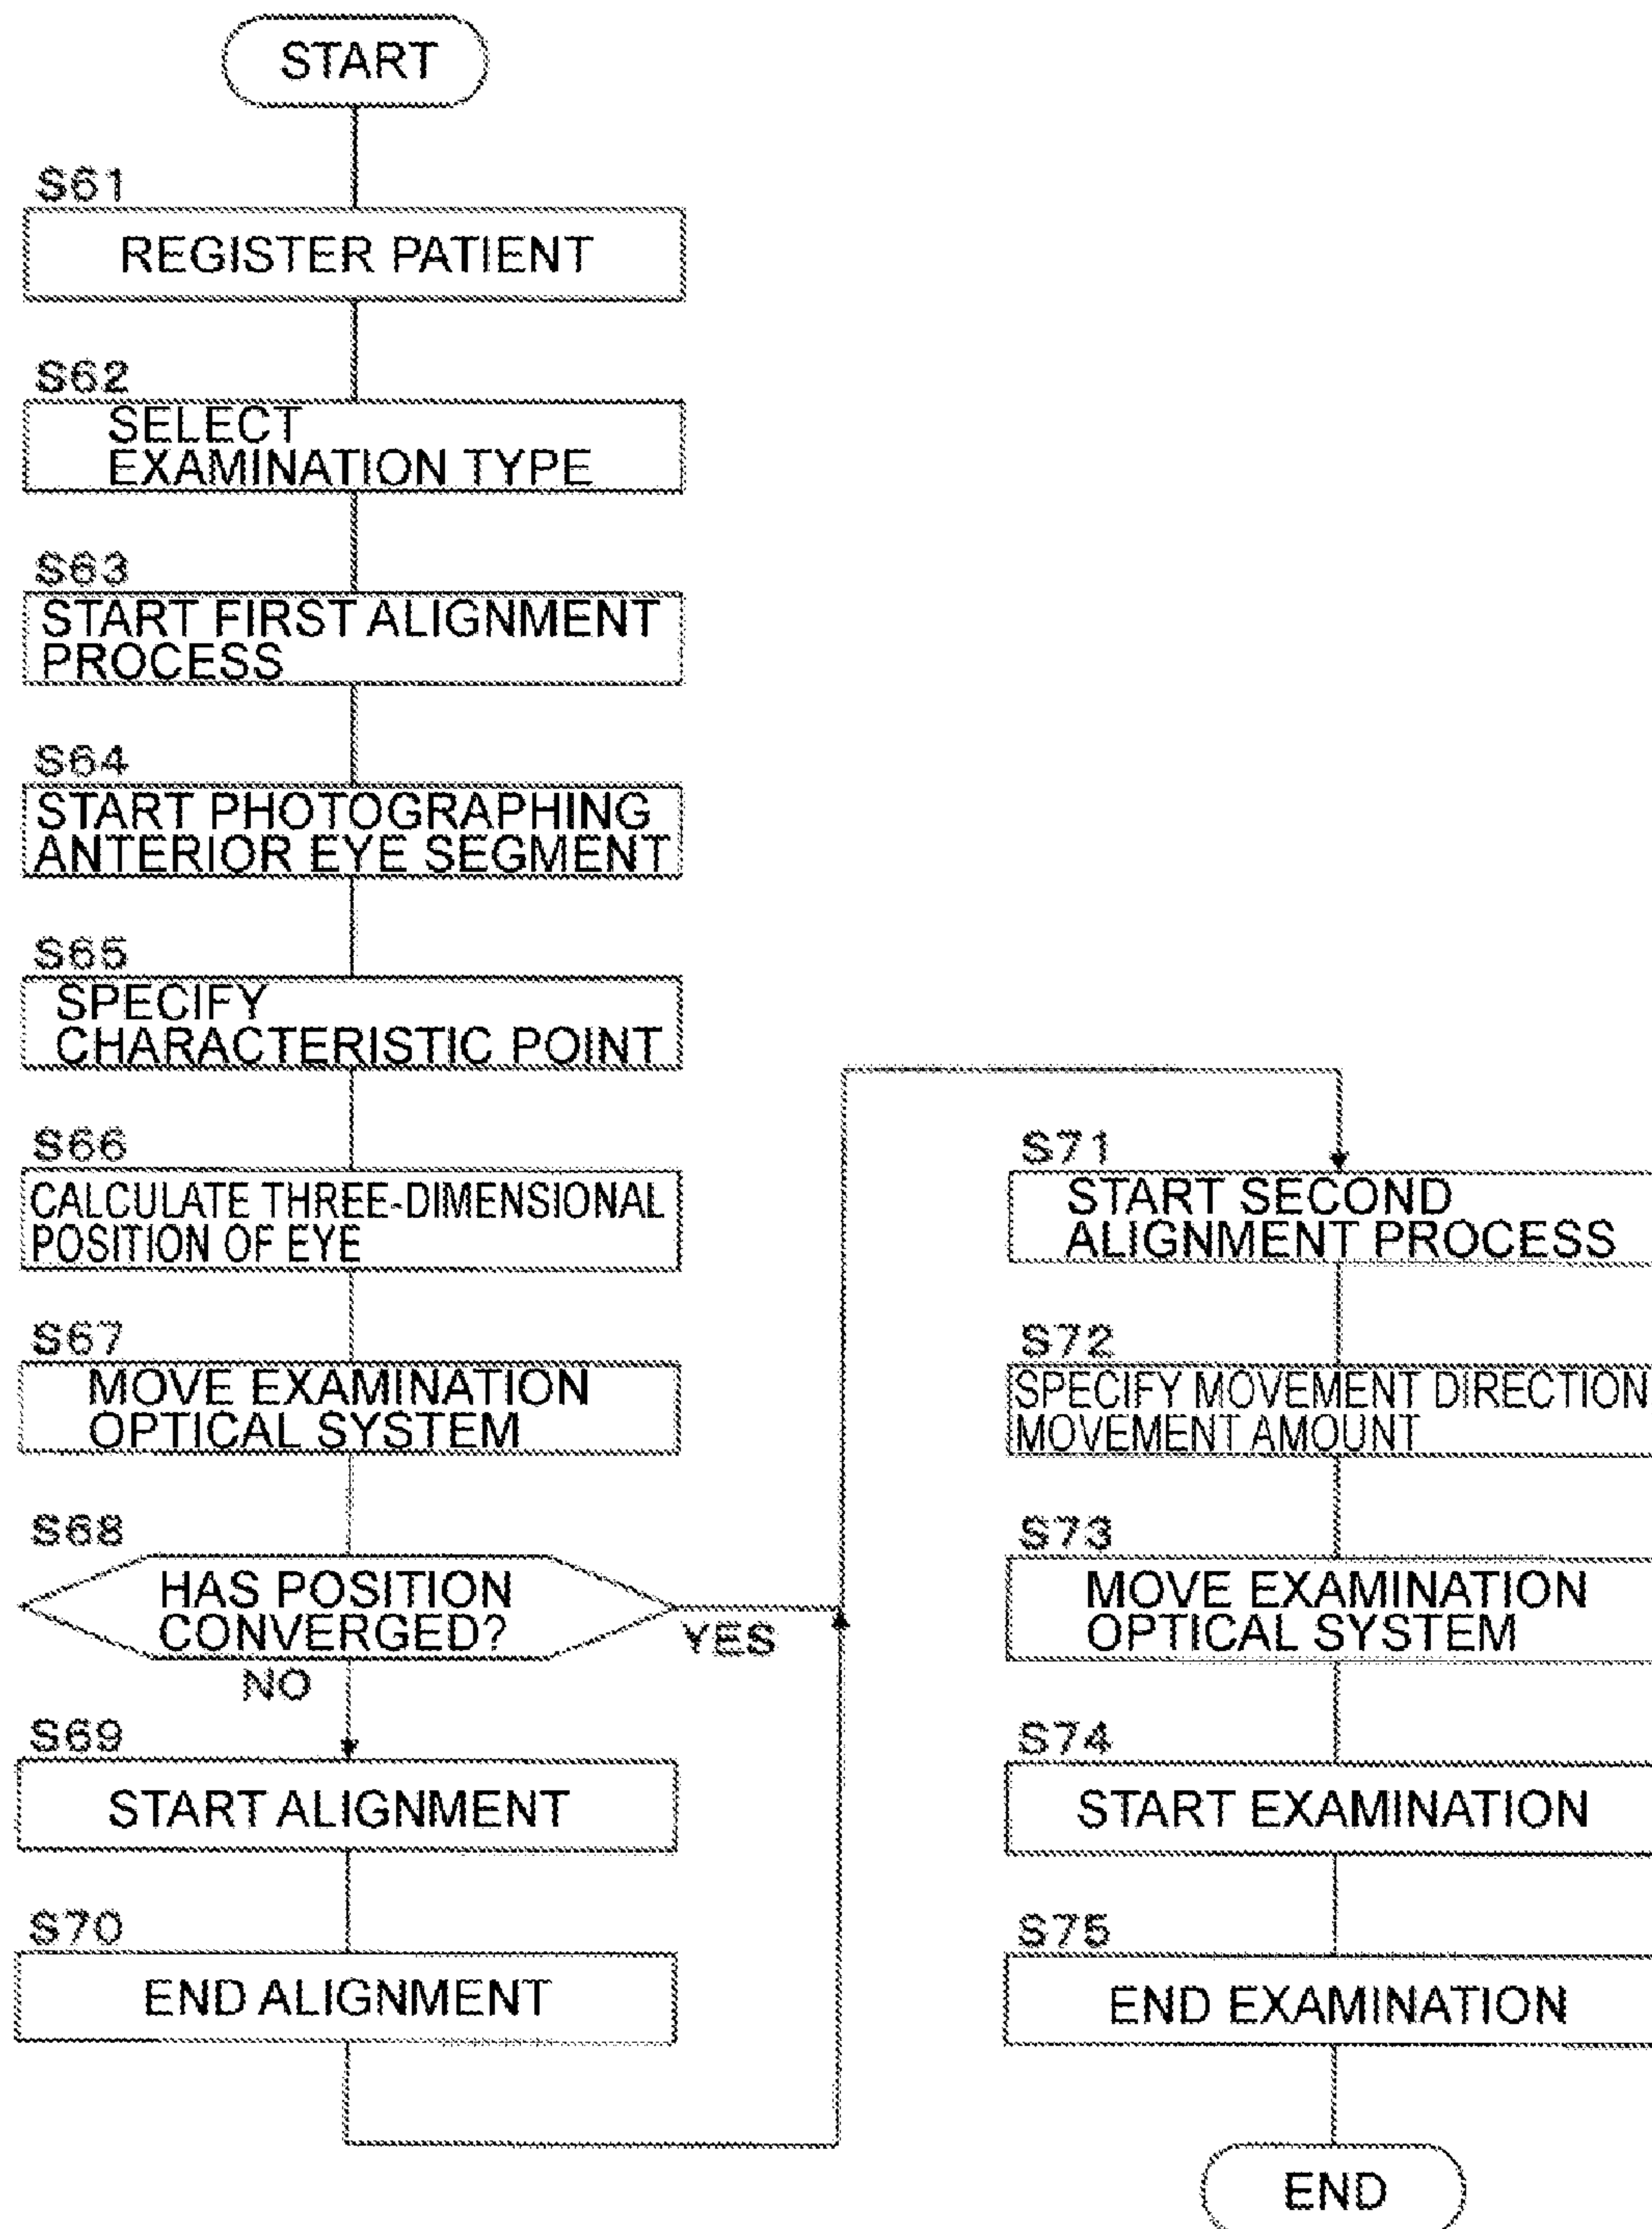 START
S61
REGISTER PATIENT
S62
SELECT
EXAMINATION TYPE
S63
START FIRST ALIGNMENT
PROCESS
S64
START PHOTOGRAPHING
ANTERIOR EYE SEGMENT
S65
SPECIFY
CHARACTERISTIC POINT
S66
CALCULATE THREE-DIMENSIONAL
POSITION OF EYE
S67
MOVE EXAMINATION
OPTICAL SYSTEM
S68
HAS POSITION
CONVERGED?
YES
NO
S69
START ALIGNMENT
S70
END ALIGNMENT
S71
START SECOND
ALIGNMENT PROCESS
S72
SPECIFY MOVEMENT DIRECTION
MOVEMENT AMOUNT
S73
MOVE EXAMINATION
OPTICAL SYSTEM
S74
START EXAMINATION
S75
END EXAMINATION
END